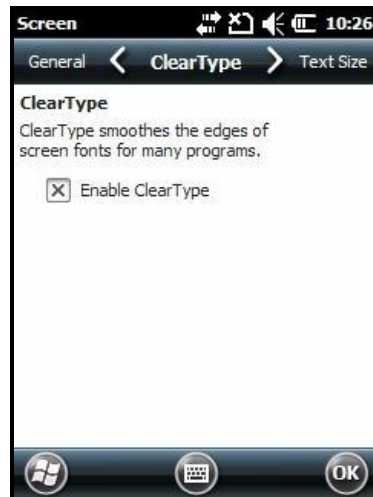 Screen 10:26
General ClearType Text Size
ClearType
ClearType smoothes the edges of
screen fonts for many programs.
Enable ClearType
OK